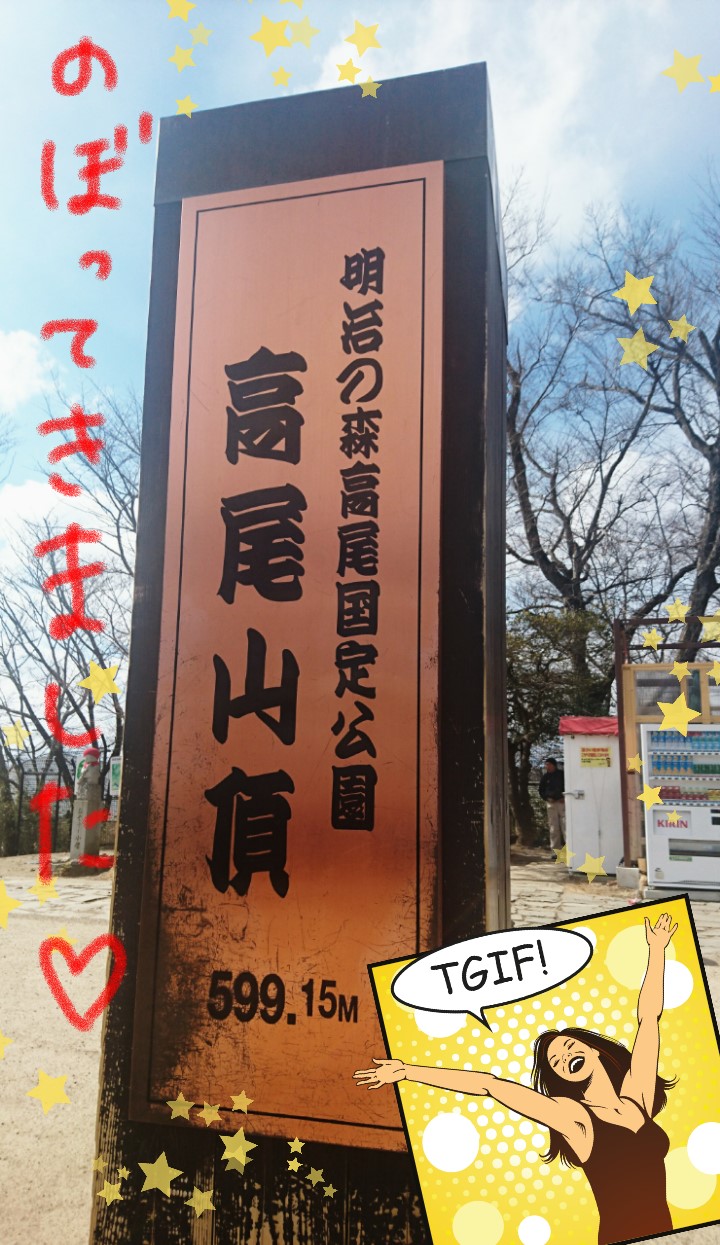 のぼってきました♡
明治の森高尾国定公園
高尾山頂
599.15M
KIRIN
TGIF!